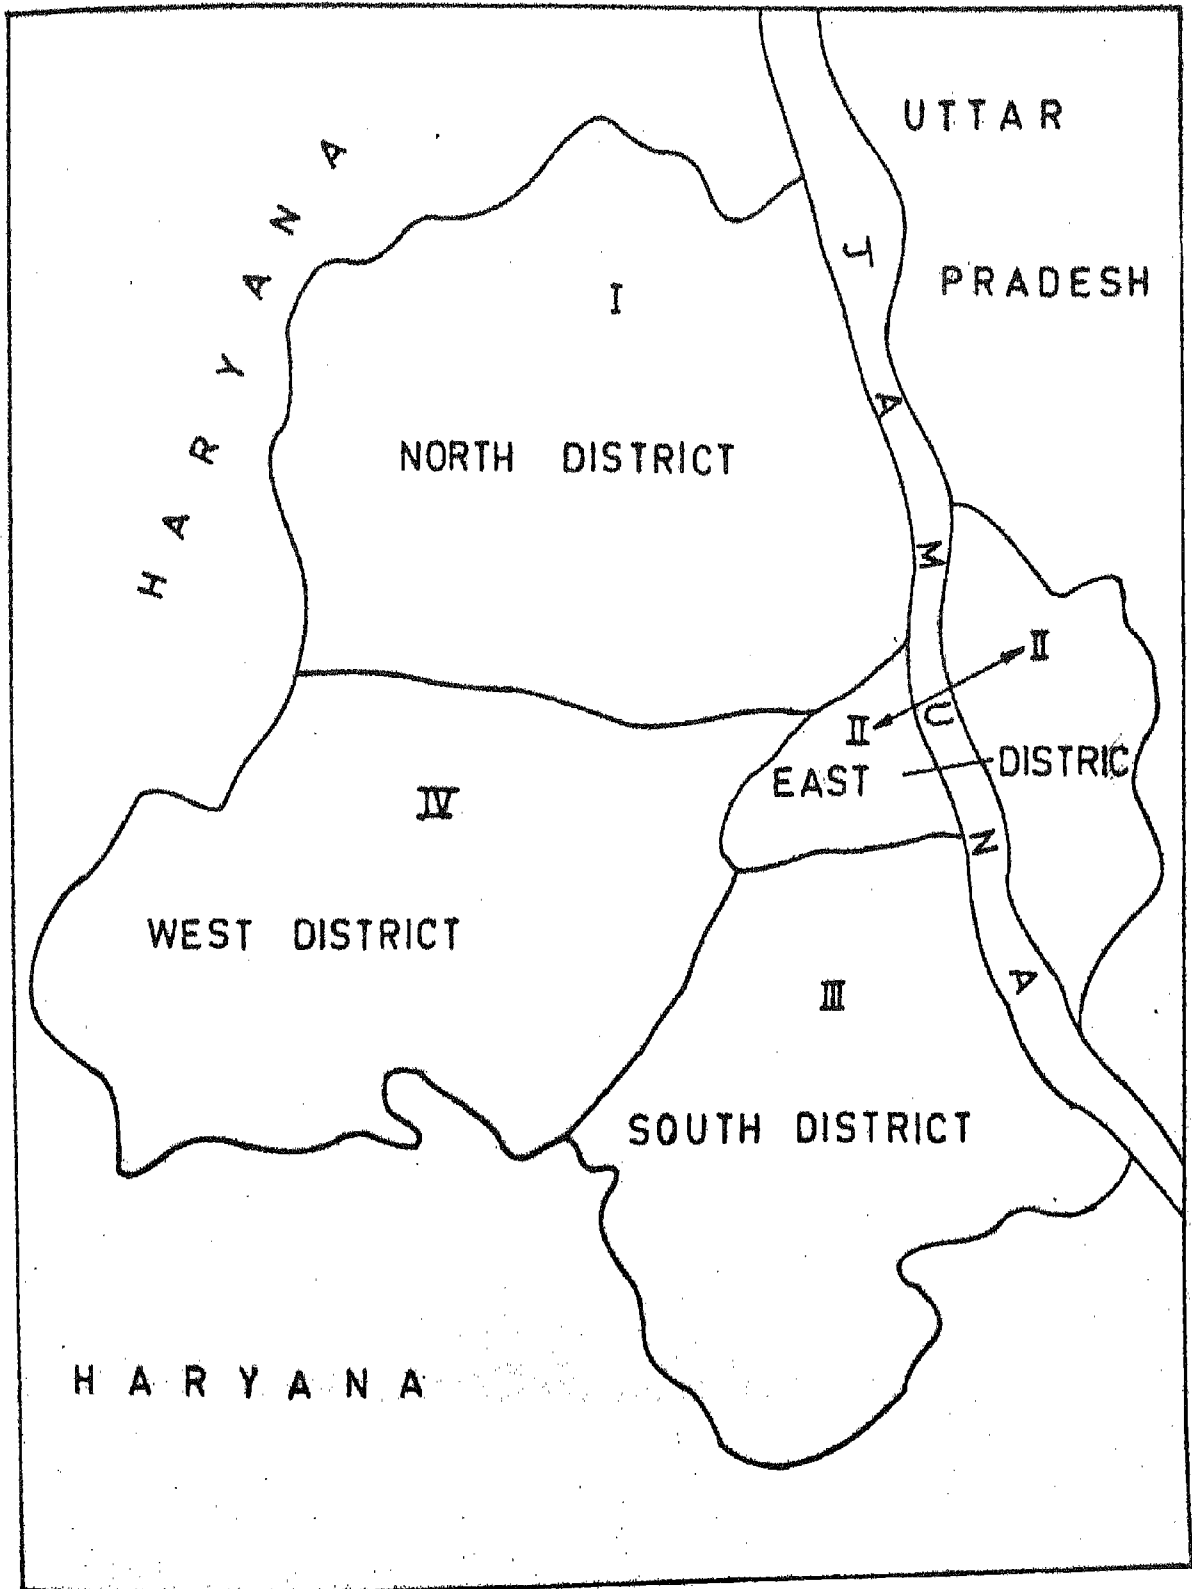 UTTAR
PRADESH
HARYANA
JAMUNA
I
NORTH DISTRICT
II
II
EAST DISTRIC
IV
WEST DISTRICT
III
SOUTH DISTRICT
HARYANA